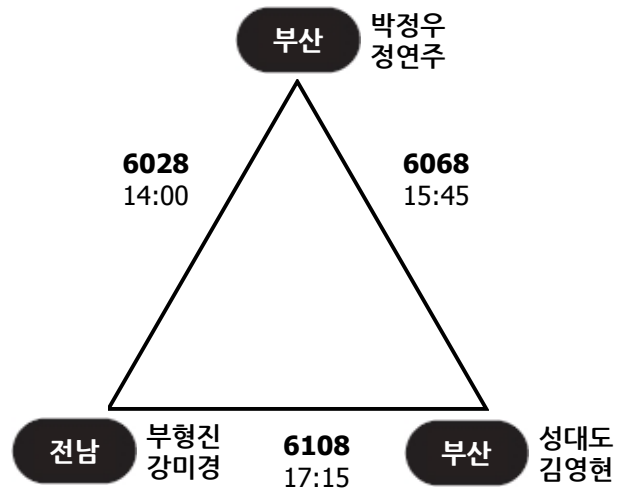 부산
박정우
정연주
6028
14:00
6068
15:45
전남
부형진
강미경
6108
17:15
부산
성대도
김영현